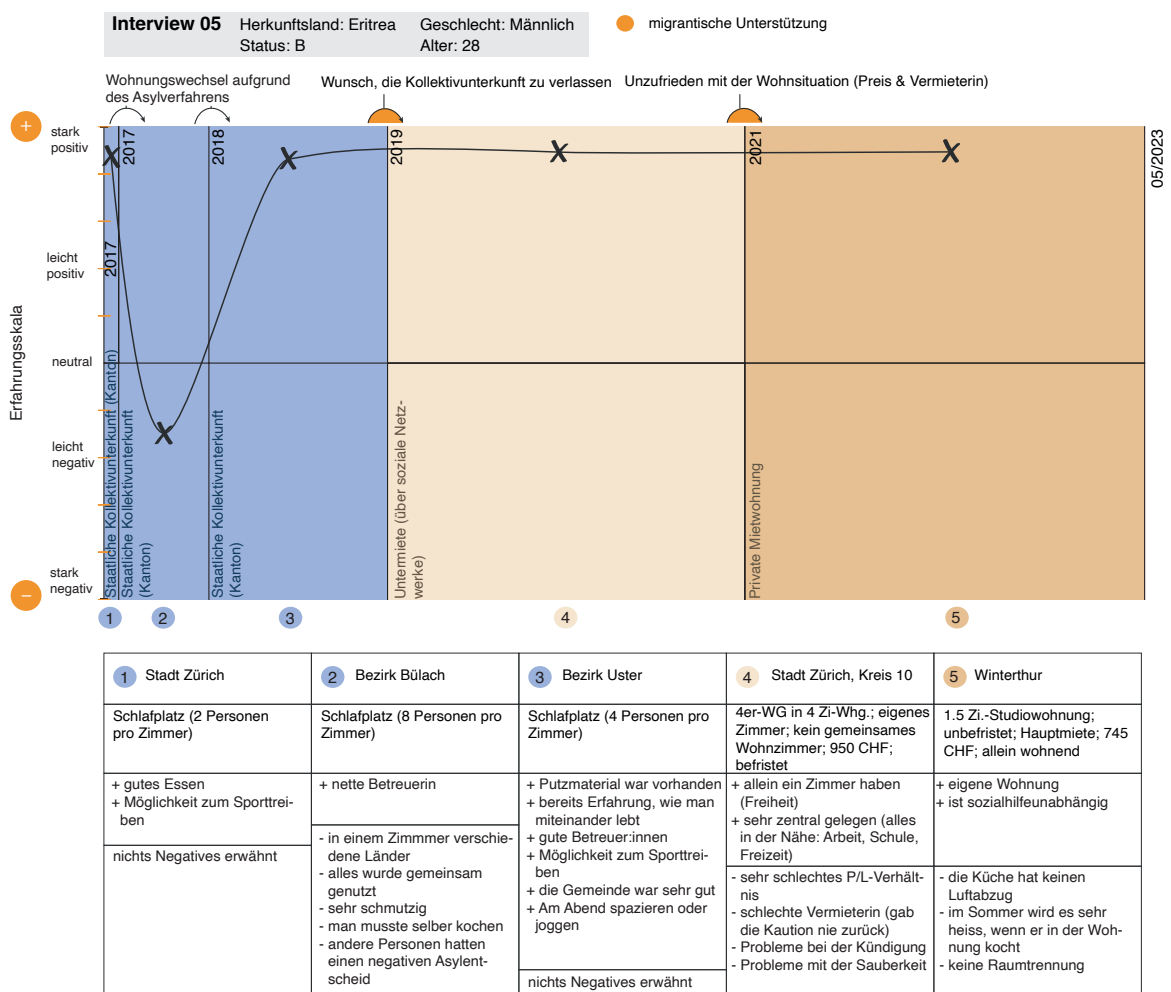 Interview 05 Herkunftsland: Eritrea Geschlecht: Männlich
Status: B Alter: 28
migrantische Unterstützung
Wohnungswechsel aufgrund
des Asylverfahrens
Wunsch, die Kollektivunterkunft zu verlassen
Unzufrieden mit der Wohnsituation (Preis & Vermieterin)
Erfahrungsskala
+
stark
positiv
leicht
positiv
neutral
leicht
negativ
stark
negativ
–
2017
2017
2018
2019
2021
05/2023
Staatliche Kollektivunterkunft (Kanton)
Staatliche Kollektivunterkunft
(Kanton)
Staatliche Kollektivunterkunft
(Kanton)
Untermiete (über soziale Netz-
werke)
Private Mietwohnung
1 2 3 4 5
1 Stadt Zürich
Schlafplatz (2 Personen
pro Zimmer)
+ gutes Essen
+ Möglichkeit zum Sporttrei-
ben
nichts Negatives erwähnt
2 Bezirk Bülach
Schlafplatz (8 Personen pro
Zimmer)
+ nette Betreuerin
- in einem Zimmmer verschie-
dene Länder
- alles wurde gemeinsam
genutzt
- sehr schmutzig
- man musste selber kochen
- andere Personen hatten
einen negativen Asylent-
scheid
3 Bezirk Uster
Schlafplatz (4 Personen pro
Zimmer)
+ Putzmaterial war vorhanden
+ bereits Erfahrung, wie man
miteinander lebt
+ gute Betreuer:innen
+ Möglichkeit zum Sporttrei-
ben
+ die Gemeinde war sehr gut
+ Am Abend spazieren oder
joggen
nichts Negatives erwähnt
4 Stadt Zürich, Kreis 10
4er-WG in 4 Zi-Whg.; eigenes
Zimmer; kein gemeinsames
Wohnzimmer; 950 CHF;
befristet
+ allein ein Zimmer haben
(Freiheit)
+ sehr zentral gelegen (alles
in der Nähe: Arbeit, Schule,
Freizeit)
- sehr schlechtes P/L-Verhält-
nis
- schlechte Vermieterin (gab
die Kaution nie zurück)
- Probleme bei der Kündigung
- Probleme mit der Sauberkeit
5 Winterthur
1.5 Zi.-Studiowohnung;
unbefristet; Hauptmiete; 745
CHF; allein wohnend
+ eigene Wohnung
+ ist sozialhilfeunabhängig
- die Küche hat keinen
Luftabzug
- im Sommer wird es sehr
heiss, wenn er in der Woh-
nung kocht
- keine Raumtrennung